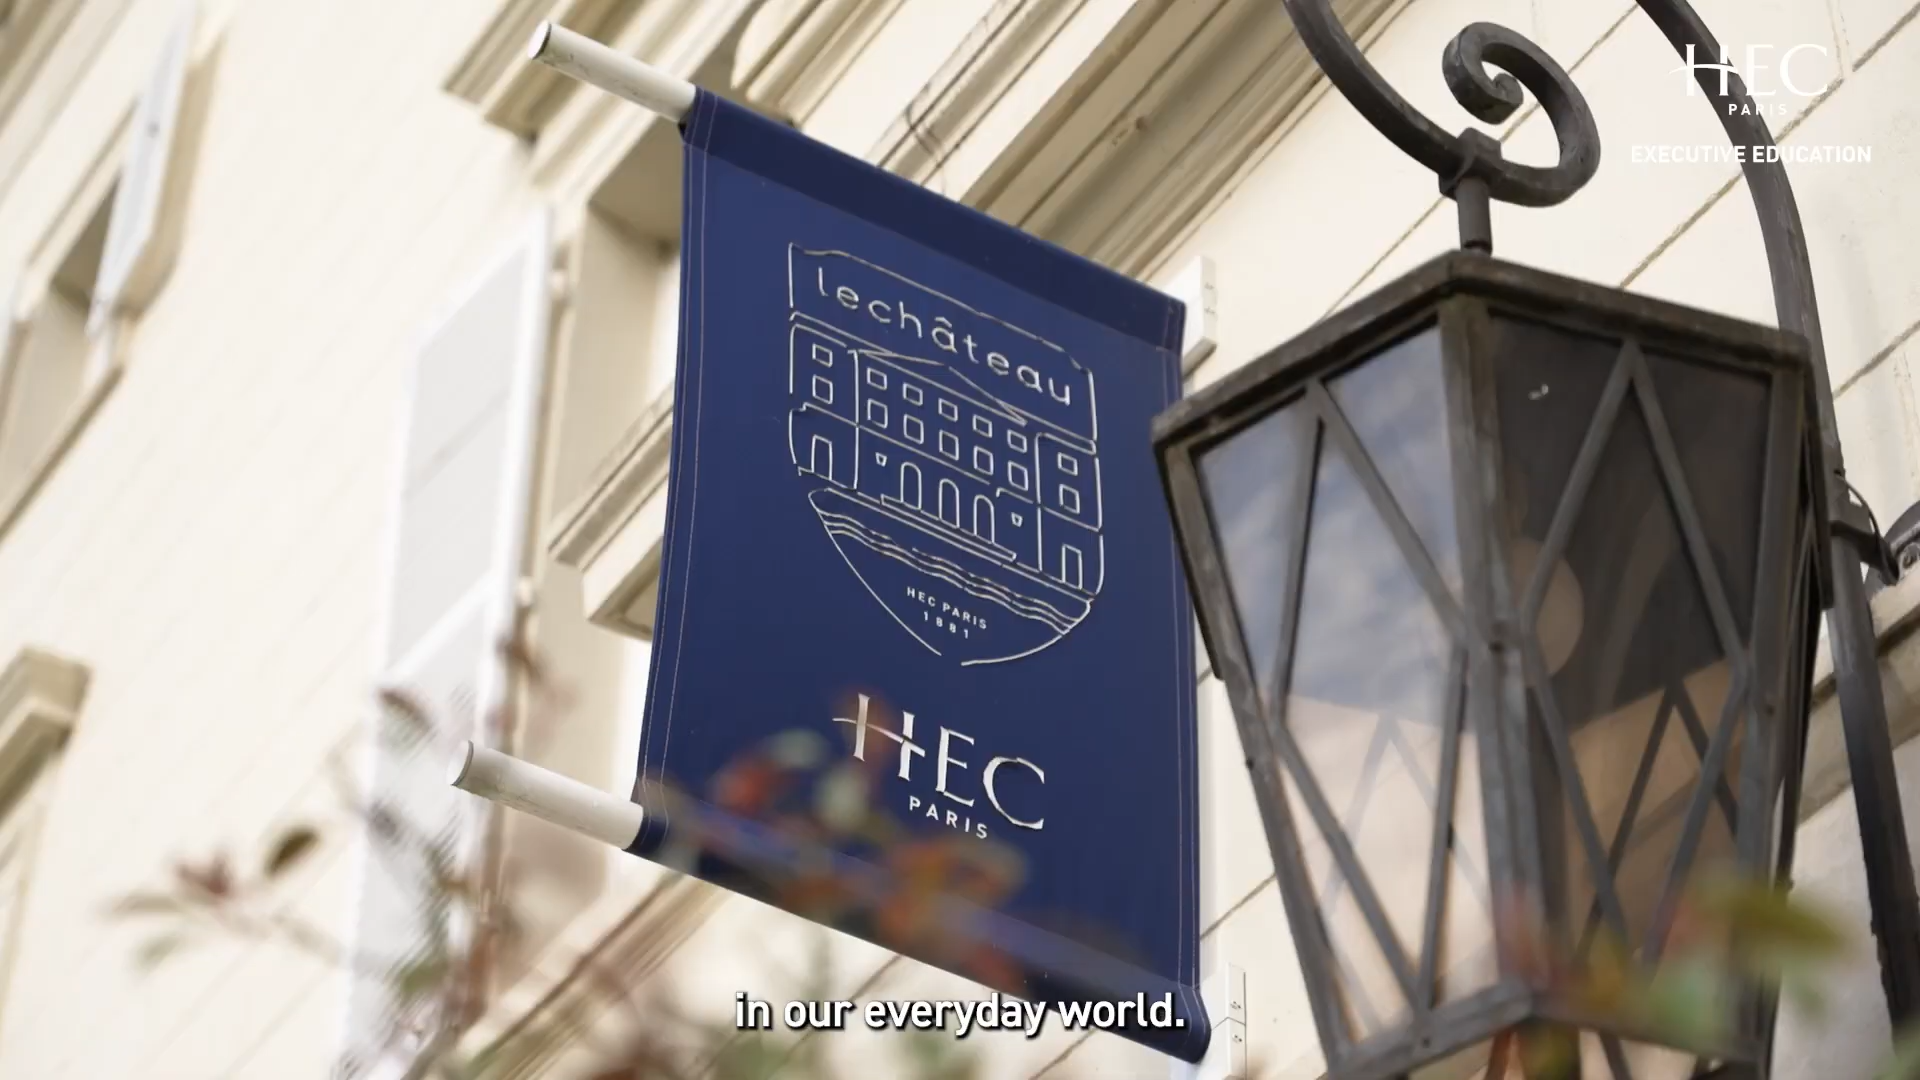 HEC
PARIS
EXECUTIVE EDUCATION
lechâteau
HEC PARIS
1881
HEC
PARIS
in our everyday world.